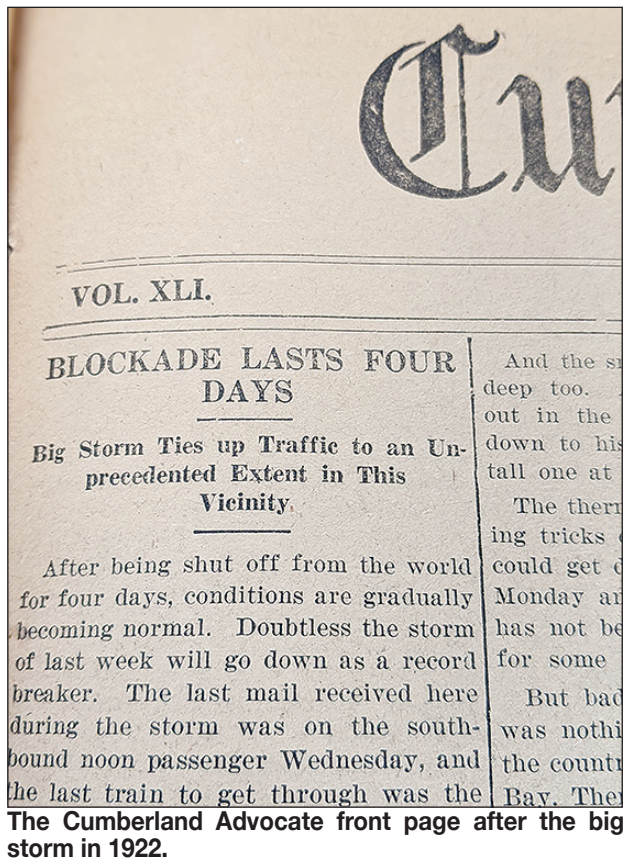 Cu
VOL. XLI.
BLOCKADE LASTS FOUR
DAYS
Big Storm Ties up Traffic to an Un-
precedented Extent in This
Vicinity.
After being shut off from the world
for four days, conditions are gradually
becoming normal. Doubtless the storm
of last week will go down as a record
breaker. The last mail received here
during the storm was on the south-
bound noon passenger Wednesday, and
the last train to get through was the
And the
deep too.
out in the
down to his
tall one at
The
ing tricks
could get
Monday
has not
for some
But bad
was
the
Bay.
The Cumberland Advocate front page after the big
storm in 1922.